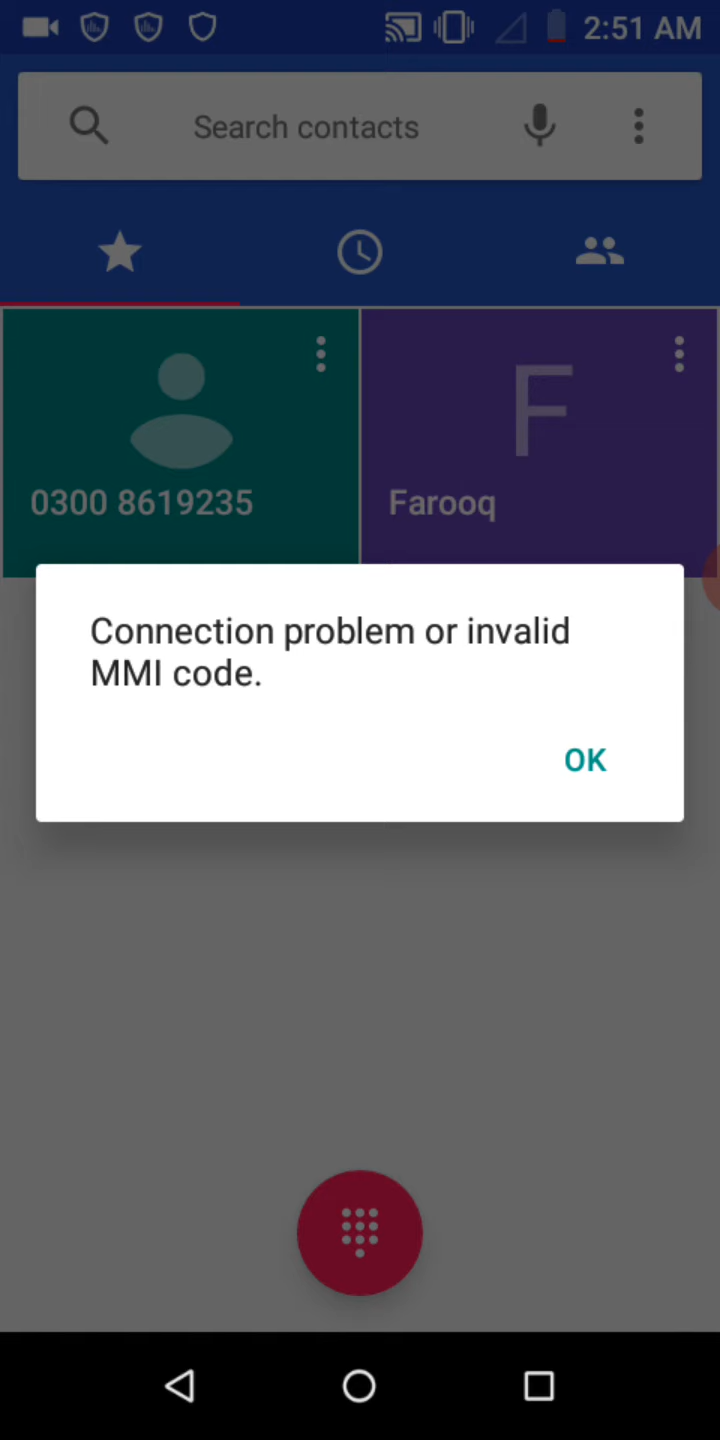 2:51 AM
Search contacts
0300 8619235
F
Farooq
Connection problem or invalid
MMI code.
OK